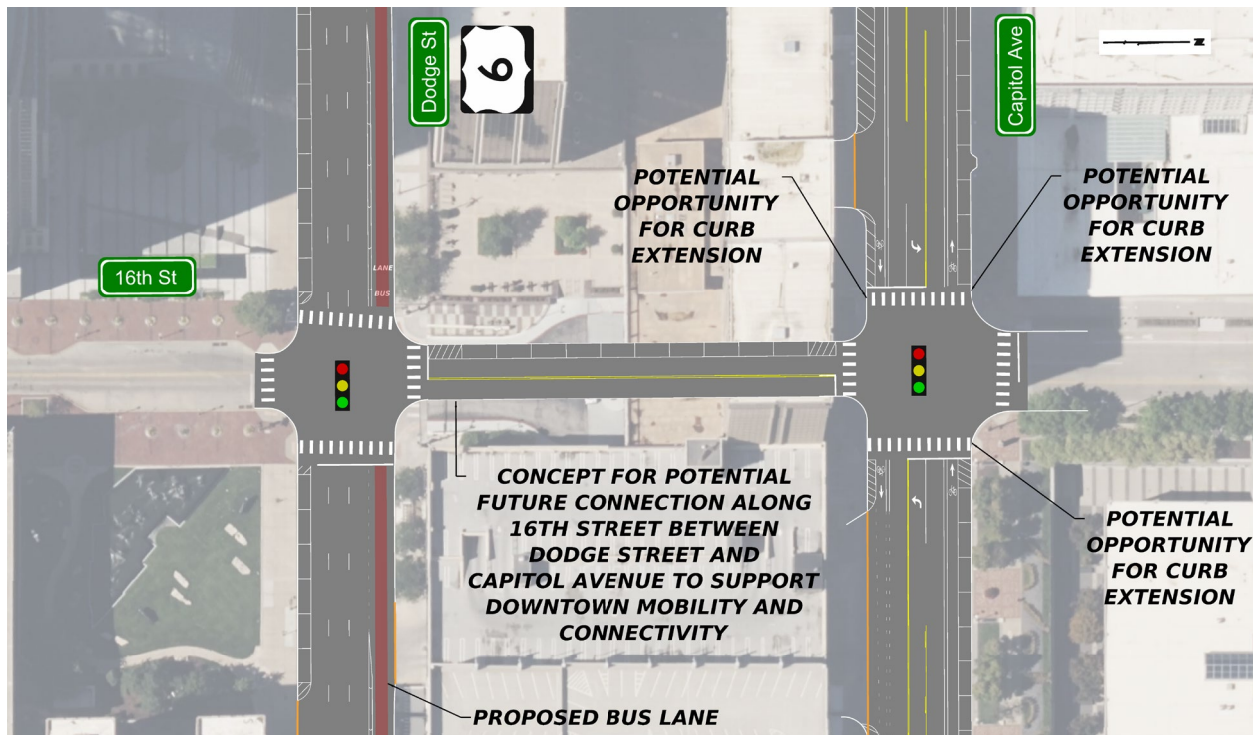 Dodge St
6
Capitol Ave
N
POTENTIAL
OPPORTUNITY
FOR CURB
EXTENSION
POTENTIAL
OPPORTUNITY
FOR CURB
EXTENSION
16th St
LANE
BUS
CONCEPT FOR POTENTIAL
FUTURE CONNECTION ALONG
16TH STREET BETWEEN
DODGE STREET AND
CAPITOL AVENUE TO SUPPORT
DOWNTOWN MOBILITY AND
CONNECTIVITY
POTENTIAL
OPPORTUNITY
FOR CURB
EXTENSION
PROPOSED BUS LANE